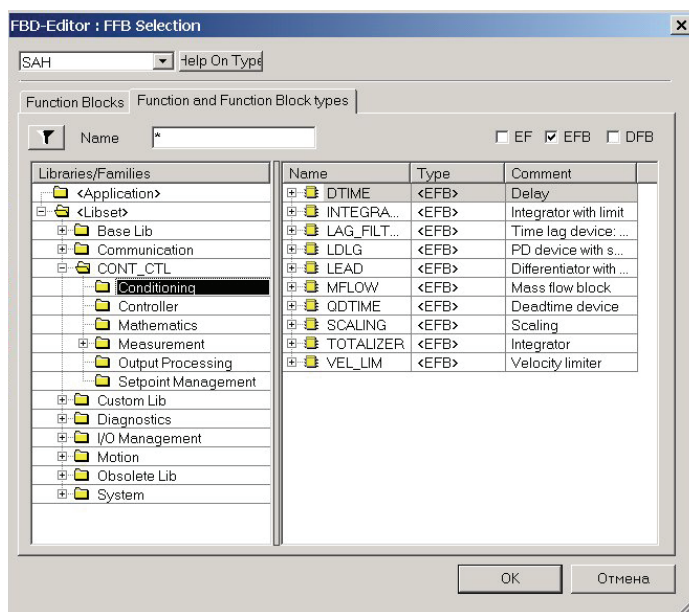 FBD-Editor : FFB Selection
SAH
Help On Type
Function Blocks Function and Function Block types
Name * EF EFB DFB
Libraries/Families Name Type Comment
<Application> DTIME <EFB> Delay
<Libset> INTEGRA... <EFB> Integrator with limit
Base Lib LAG_FILT... <EFB> Time lag device: ...
Communication LDLG <EFB> PD device with s...
CONT_CTL LEAD <EFB> Differentiator with ...
Conditioning MFLOW <EFB> Mass flow block
Controller QDTIME <EFB> Deadtime device
Mathematics SCALING <EFB> Scaling
Measurement TOTALIZER <EFB> Integrator
Output Processing VEL_LIM <EFB> Velocity limiter
Setpoint Management
Custom Lib
Diagnostics
I/O Management
Motion
Obsolete Lib
System
OK Отмена